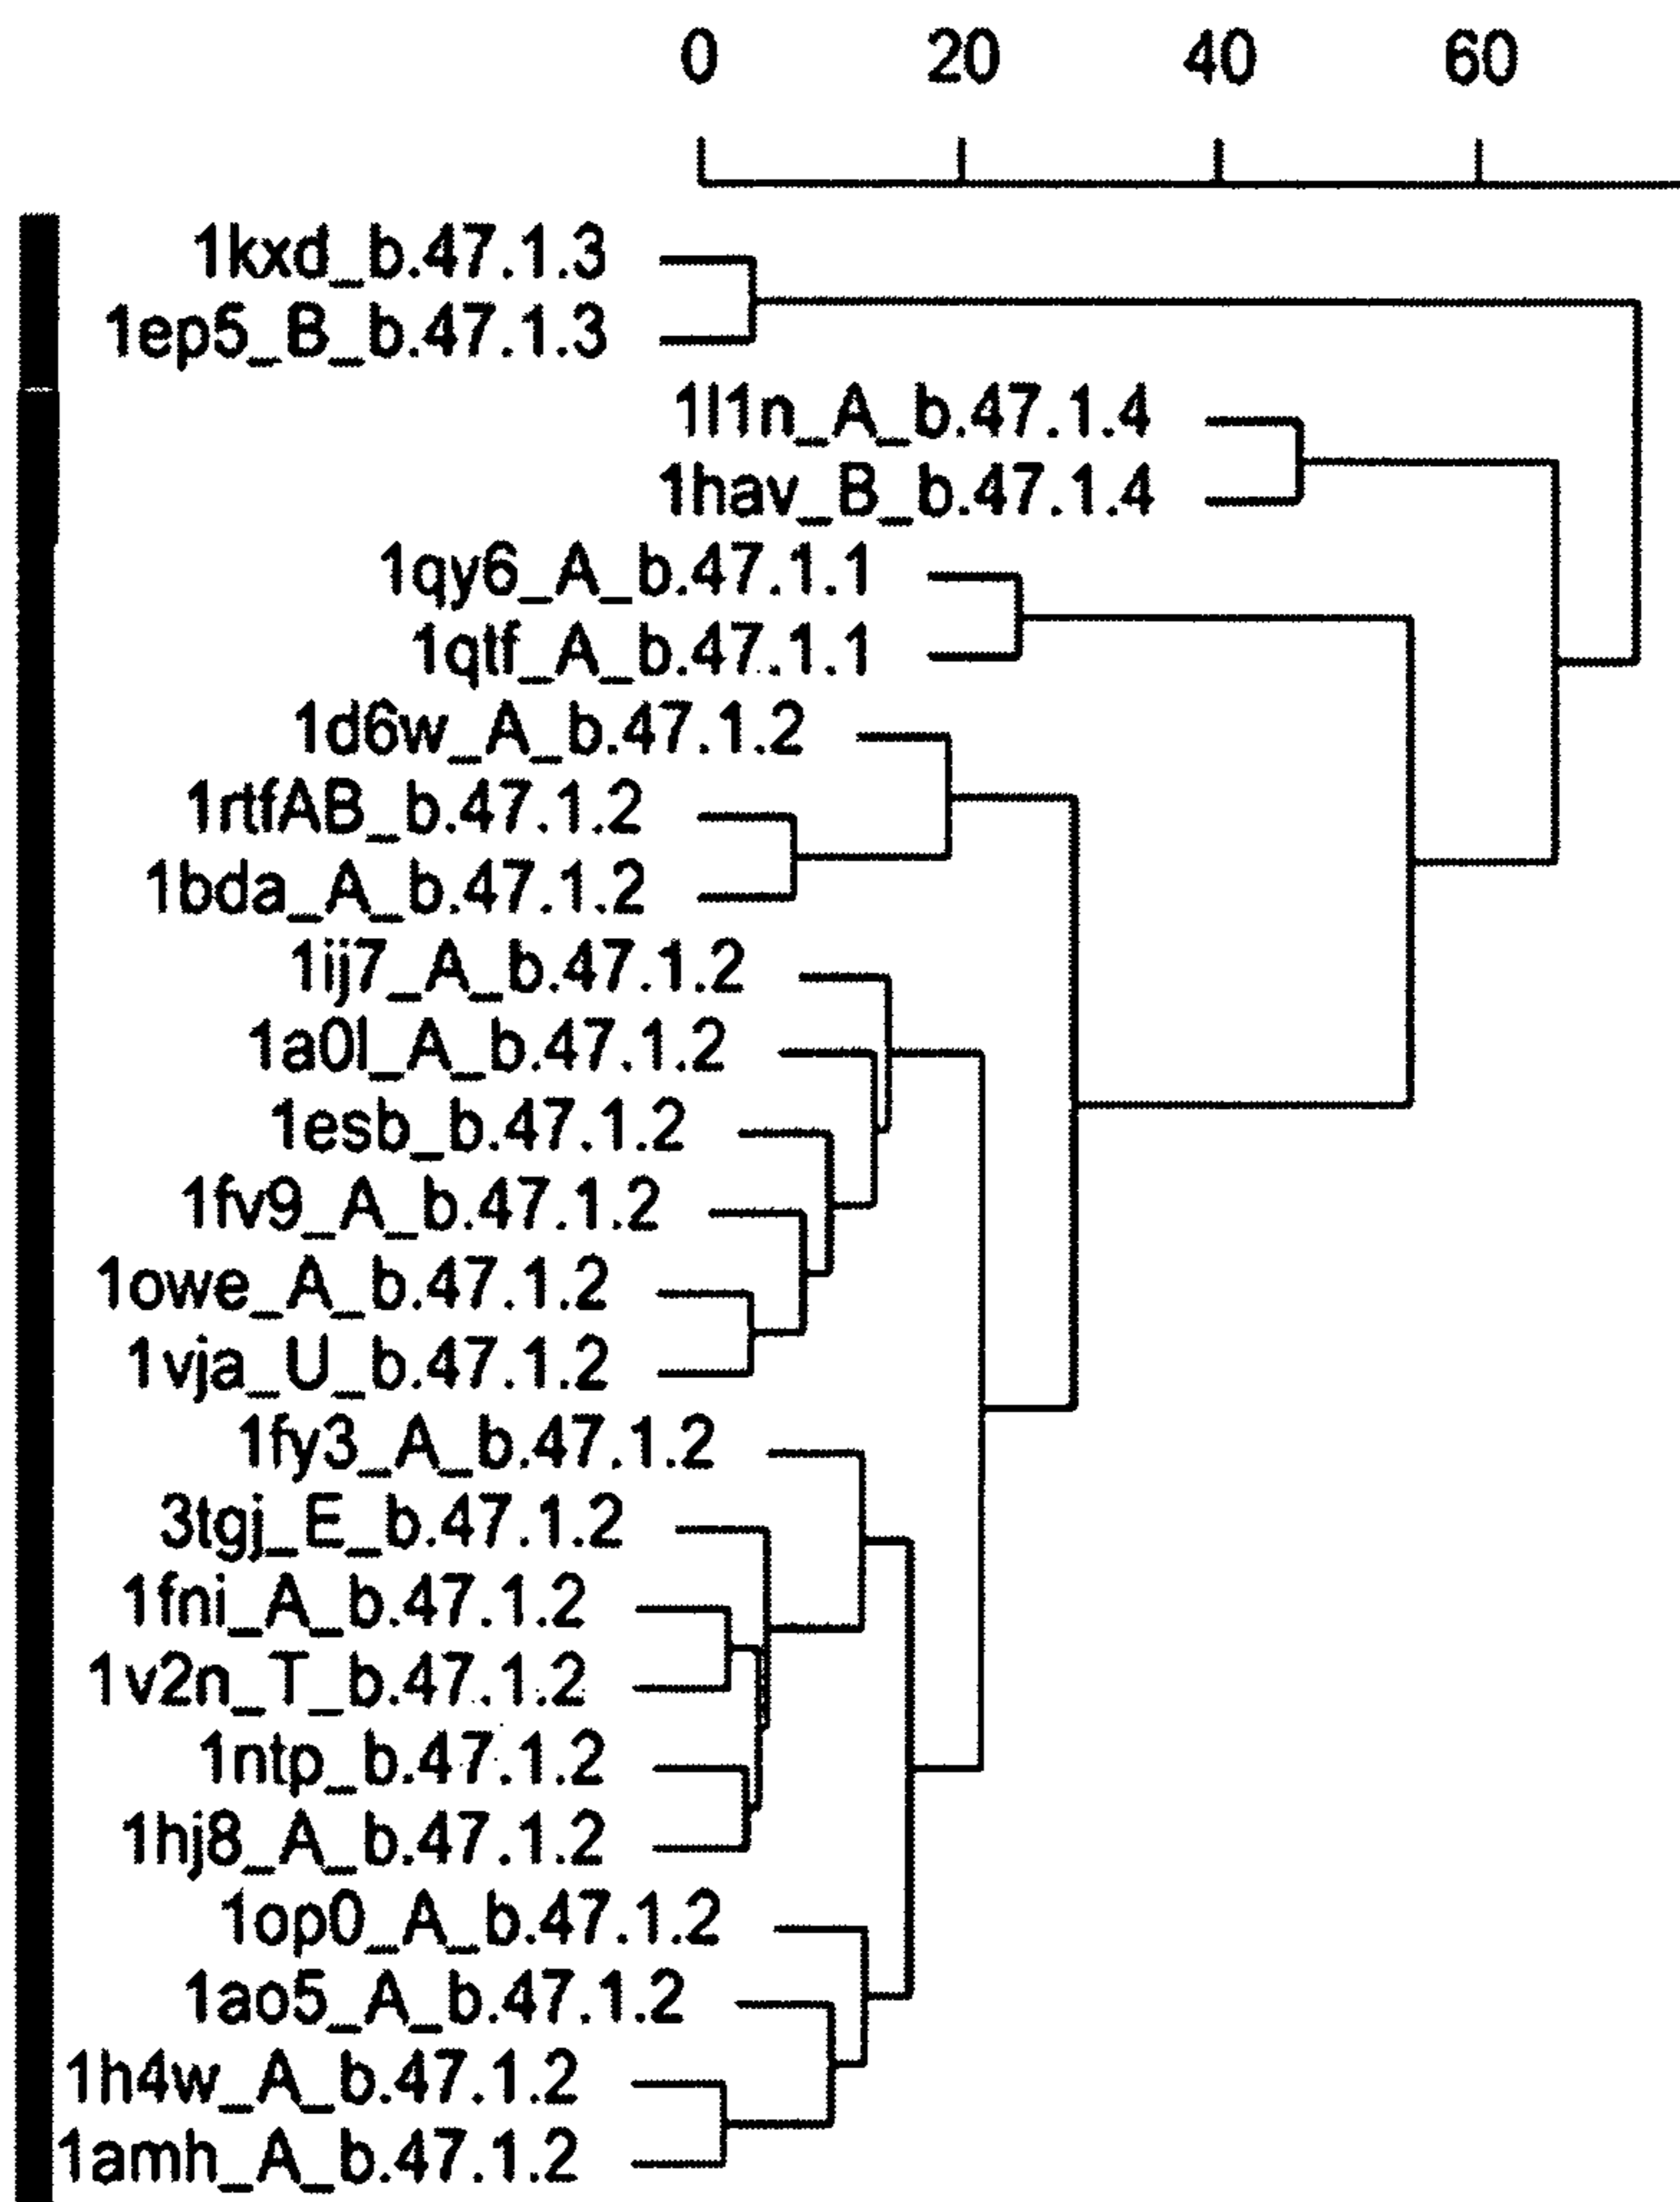 0 20 40 60
1kxd_b.47.1.3
1ep5_B_b.47.1.3
1l1n_A_b.47.1.4
1hav_B_b.47.1.4
1qy6_A_b.47.1.1
1qtf_A_b.47.1.1
1d6w_A_b.47.1.2
1rtfAB_b.47.1.2
1bda_A_b.47.1.2
1ij7_A_b.47.1.2
1a0l_A_b.47.1.2
1esb_b.47.1.2
1fv9_A_b.47.1.2
1owe_A_b.47.1.2
1vja_U_b.47.1.2
1fy3_A_b.47.1.2
3tgj_E_b.47.1.2
1fni_A_b.47.1.2
1v2n_T_b.47.1.2
1ntp_b.47.1.2
1hj8_A_b.47.1.2
1op0_A_b.47.1.2
1ao5_A_b.47.1.2
1h4w_A_b.47.1.2
1amh_A_b.47.1.2